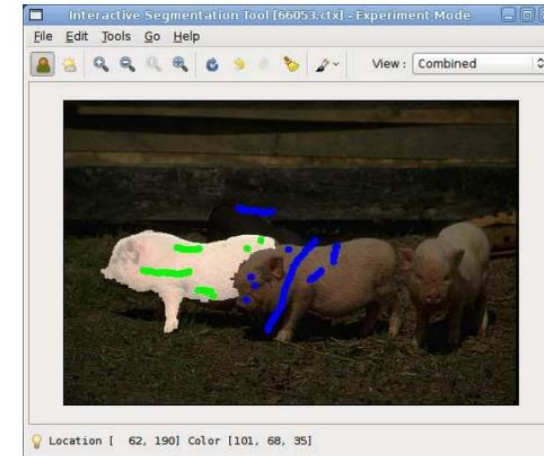 Interactive Segmentation Tool [66053.ctx] - Experiment Mode
File Edit Tools Go Help
View : Combined
Location [ 62, 190] Color [101, 68, 35]